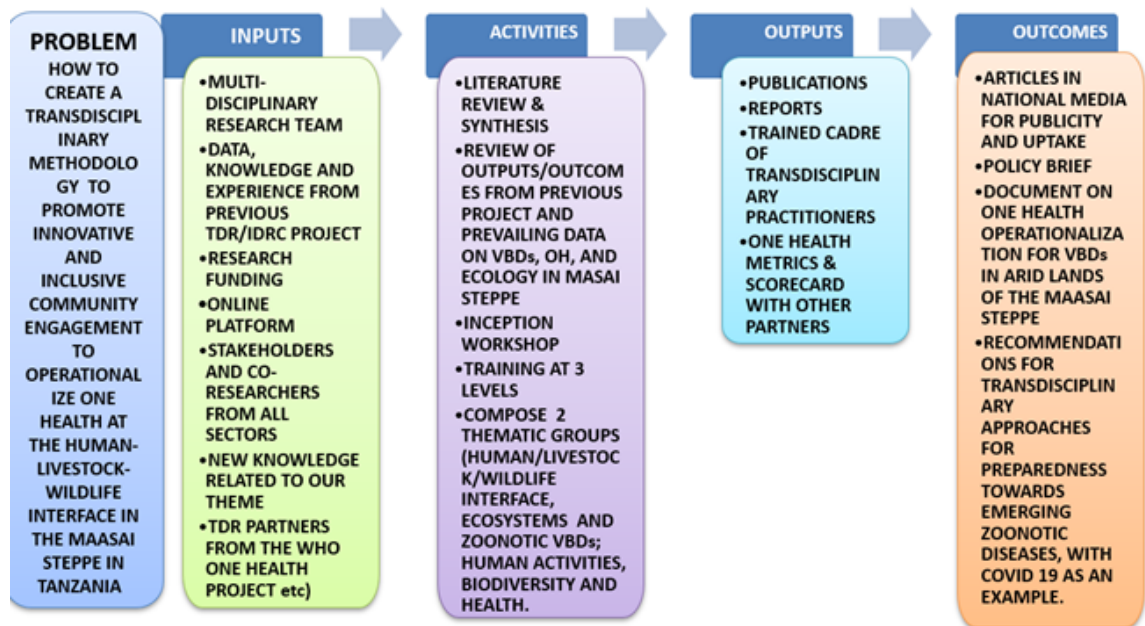 PROBLEM
HOW TO
CREATE A
TRANSDISCIPL
INARY
METHODOLO
GY TO
PROMOTE
INNOVATIVE
AND
INCLUSIVE
COMMUNITY
ENGAGEMENT
TO
OPERATIONAL
IZE ONE
HEALTH AT
THE HUMAN-
LIVESTOCK-
WILDLIFE
INTERFACE IN
THE MAASAI
STEPPE IN
TANZANIA
INPUTS
•MULTI-
DISCIPLINARY
RESEARCH TEAM
•DATA,
KNOWLEDGE AND
EXPERIENCE FROM
PREVIOUS
TDR/IDRC PROJECT
•RESEARCH
FUNDING
•ONLINE
PLATFORM
•STAKEHOLDERS
AND CO-
RESEARCHERS
FROM ALL
SECTORS
•NEW KNOWLEDGE
RELATED TO OUR
THEME
•TDR PARTNERS
FROM THE WHO
ONE HEALTH
PROJECT etc)
ACTIVITIES
•LITERATURE
REVIEW &
SYNTHESIS
•REVIEW OF
OUTPUTS/OUTCOM
ES FROM PREVIOUS
PROJECT AND
PREVAILING DATA
ON VBDs, OH, AND
ECOLOGY IN MASAI
STEPPE
•INCEPTION
WORKSHOP
•TRAINING AT 3
LEVELS
•COMPOSE 2
THEMATIC GROUPS
(HUMAN/LIVESTOC
K/WILDLIFE
INTERFACE,
ECOSYSTEMS AND
ZOONOTIC VBDs;
HUMAN ACTIVITIES,
BIODIVERSITY AND
HEALTH.
OUTPUTS
•PUBLICATIONS
•REPORTS
•TRAINED CADRE
OF
TRANSDISCIPLIN
ARY
PRACTITIONERS
•ONE HEALTH
METRICS &
SCORECARD
WITH OTHER
PARTNERS
OUTCOMES
•ARTICLES IN
NATIONAL MEDIA
FOR PUBLICITY
AND UPTAKE
•POLICY BRIEF
•DOCUMENT ON
ONE HEALTH
OPERATIONALIZA
TION FOR VBDs
IN ARID LANDS
OF THE MAASAI
STEPPE
•RECOMMENDATI
ONS FOR
TRANSDISCIPLIN
ARY
APPROACHES
FOR
PREPAREDNESS
TOWARDS
EMERGING
ZOONOTIC
DISEASES, WITH
COVID 19 AS AN
EXAMPLE.